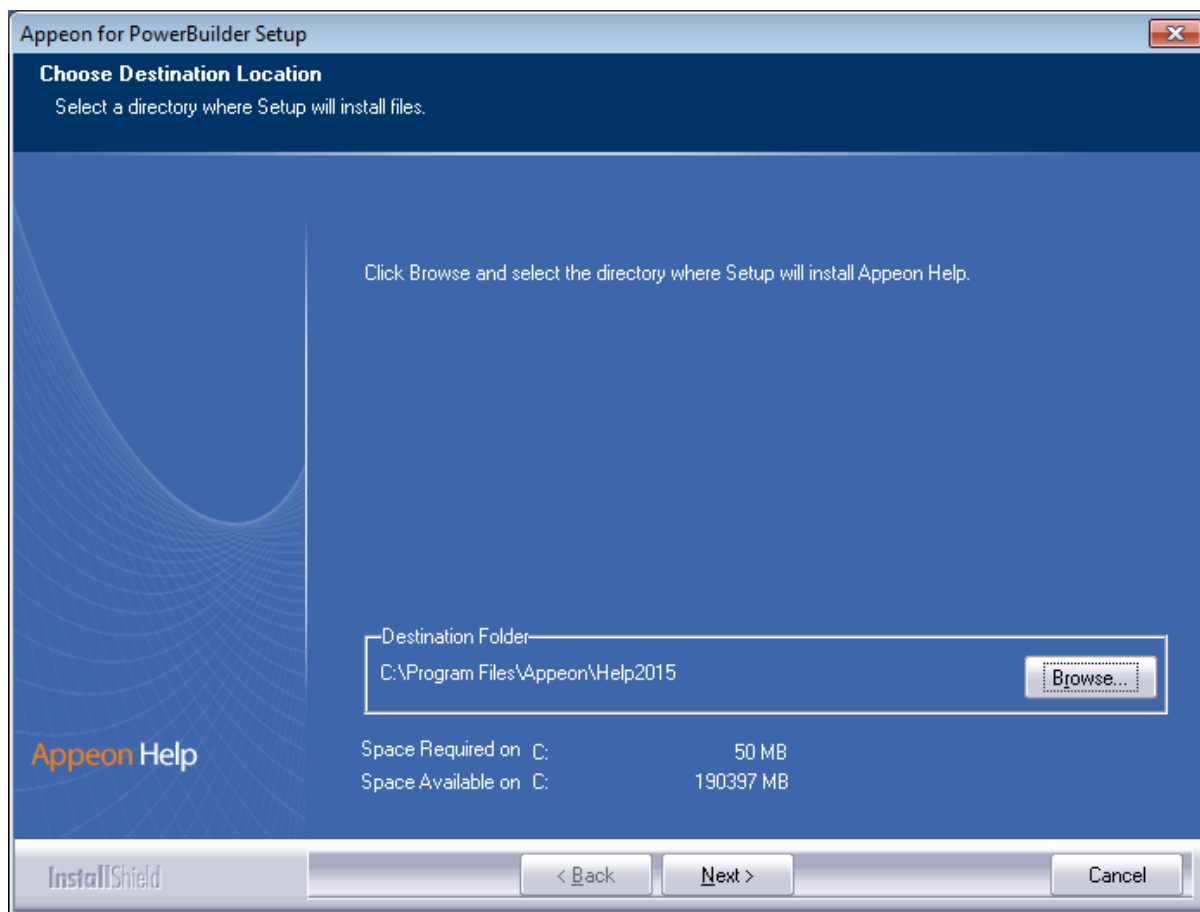 Appeon for PowerBuilder Setup
Choose Destination Location
Select a directory where Setup will install files.
Click Browse and select the directory where Setup will install Appeon Help.
Destination Folder
C:\Program Files\Appeon\Help2015
Browse...
Appeon Help
Space Required on C: 50 MB
Space Available on C: 190397 MB
InstallShield
< Back
Next >
Cancel